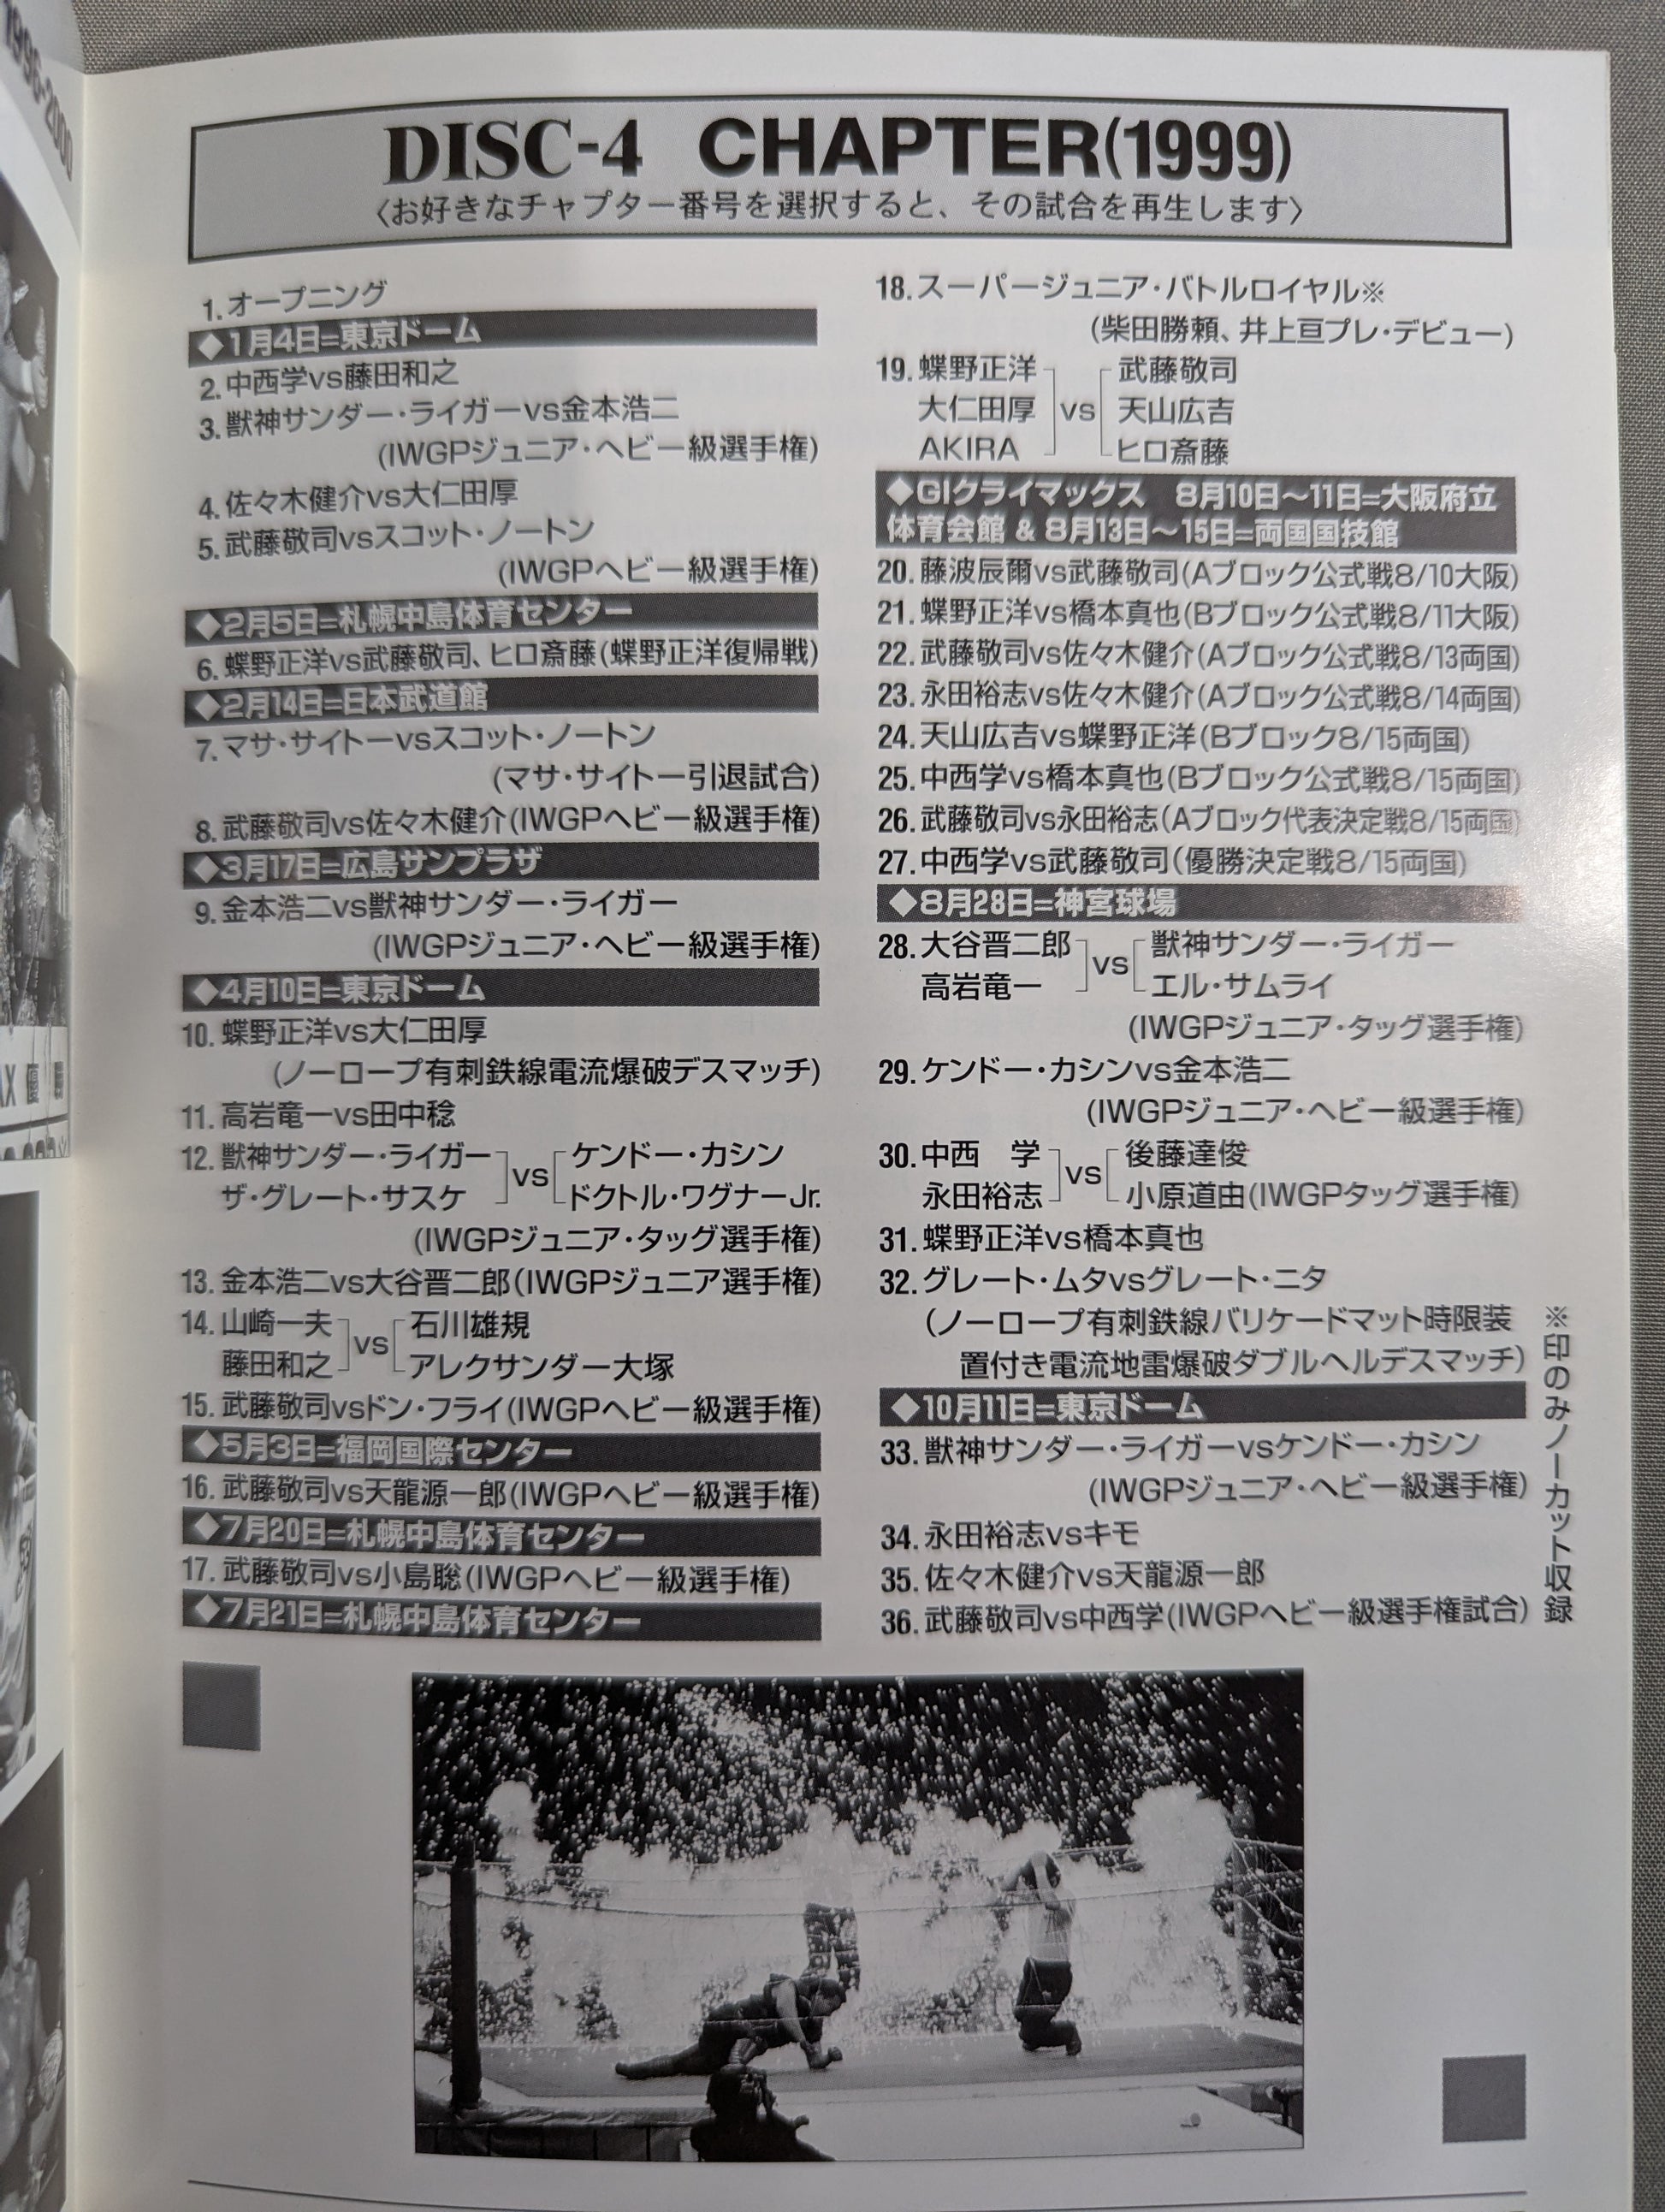 1996-2000
DISC-4 CHAPTER(1999)
〈お好きなチャプター番号を選択すると、その試合を再生します〉
1.オープニング
◆1月4日=東京ドーム
2.中西学vs藤田和之
3.獣神サンダー・ライガーvs金本浩二
(IWGPジュニア・ヘビー級選手権)
4.佐々木健介vs大仁田厚
5.武藤敬司vsスコット・ノートン
(IWGPヘビー級選手権)
◆2月5日=札幌中島体育センター
6.蝶野正洋vs武藤敬司、ヒロ斎藤(蝶野正洋復帰戦)
◆2月14日=日本武道館
7.マサ・サイトーvsスコット・ノートン
(マサ・サイトー引退試合)
8.武藤敬司vs佐々木健介(IWGPヘビー級選手権)
◆3月17日=広島サンプラザ
9.金本浩二vs獣神サンダー・ライガー
(IWGPジュニア・ヘビー級選手権)
◆4月10日=東京ドーム
10.蝶野正洋vs大仁田厚
(ノーロープ有刺鉄線電流爆破デスマッチ)
11.高岩竜一vs田中稔
12.獣神サンダー・ライガー vs ケンドー・カシン
ザ・グレート・サスケ ドクトル・ワグナーJr.
(IWGPジュニア・タッグ選手権)
13.金本浩二vs大谷晋二郎(IWGPジュニア選手権)
14.山崎一夫 vs 石川雄規
藤田和之 アレクサンダー大塚
15.武藤敬司vsドン・フライ(IWGPヘビー級選手権)
◆5月3日=福岡国際センター
16.武藤敬司vs天龍源一郎(IWGPヘビー級選手権)
◆7月20日=札幌中島体育センター
17.武藤敬司vs小島聡(IWGPヘビー級選手権)
◆7月21日=札幌中島体育センター
18.スーパージュニア・バトルロイヤル※
(柴田勝頼、井上亘プレ・デビュー)
19.蝶野正洋 武藤敬司
大仁田厚 vs 天山広吉
AKIRA ヒロ斎藤
◆GIクライマックス 8月10日〜11日=大阪府立
体育会館 & 8月13日〜15日=両国国技館
20.藤波辰爾vs武藤敬司(Aブロック公式戦8/10大阪)
21.蝶野正洋vs橋本真也(Bブロック公式戦8/11大阪)
22.武藤敬司vs佐々木健介(Aブロック公式戦8/13両国)
23.永田裕志vs佐々木健介(Aブロック公式戦8/14両国)
24.天山広吉vs蝶野正洋(Bブロック8/15両国)
25.中西学vs橋本真也(Bブロック公式戦8/15両国)
26.武藤敬司vs永田裕志(Aブロック代表決定戦8/15両国)
27.中西学vs武藤敬司(優勝決定戦8/15両国)
◆8月28日=神宮球場
28.大谷晋二郎 vs 獣神サンダー・ライガー
高岩竜一 エル・サムライ
(IWGPジュニア・タッグ選手権)
29.ケンドー・カシンvs金本浩二
(IWGPジュニア・ヘビー級選手権)
30.中西 学 vs 後藤達俊
永田裕志 小原道由(IWGPタッグ選手権)
31.蝶野正洋vs橋本真也
32.グレート・ムタvsグレート・ニタ
(ノーロープ有刺鉄線バリケードマット時限装
置付き電流地雷爆破ダブルヘルデスマッチ)
◆10月11日=東京ドーム
33.獣神サンダー・ライガーvsケンドー・カシン
(IWGPジュニア・ヘビー級選手権)
34.永田裕志vsキモ
35.佐々木健介vs天龍源一郎
36.武藤敬司vs中西学(IWGPヘビー級選手権試合)
※印のみノーカット収録